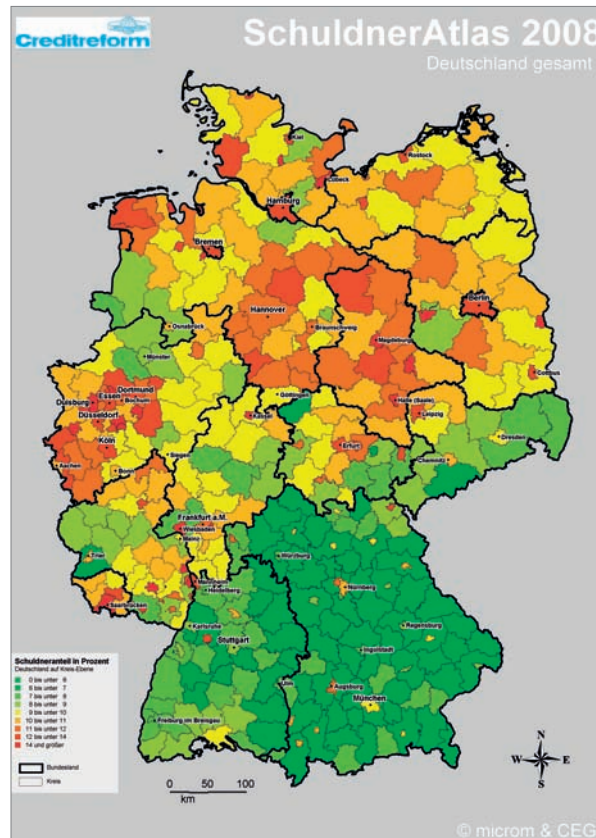 Creditreform
SchuldnerAtlas 2008
Deutschland gesamt
Kiel
Rostock
Lübeck
Hamburg
Bremen
Berlin
Hannover
Braunschweig
Osnabrück
Magdeburg
Münster
Cottbus
Göttingen
Dortmund
Essen
Bochum
Duisburg
Düsseldorf
Halle (Saale)
Leipzig
Kassel
Köln
Dresden
Erfurt
Chemnitz
Siegen
Aachen
Bonn
Frankfurt a.M.
Wiesbaden
Mainz
Trier
Würzburg
Mannheim
Heidelberg
Nürnberg
Saarbrücken
Karlsruhe
Regensburg
Stuttgart
Ingolstadt
Ulm
Augsburg
München
Freiburg im Breisgau
Schuldneranteil in Prozent
Deutschland auf Kreis-Ebene
0 bis unter 6
6 bis unter 7
7 bis unter 8
8 bis unter 9
9 bis unter 10
10 bis unter 11
11 bis unter 12
12 bis unter 14
14 und größer
Bundesland
Kreis
0 50 100
km
N
W E
S
© microm & CEG